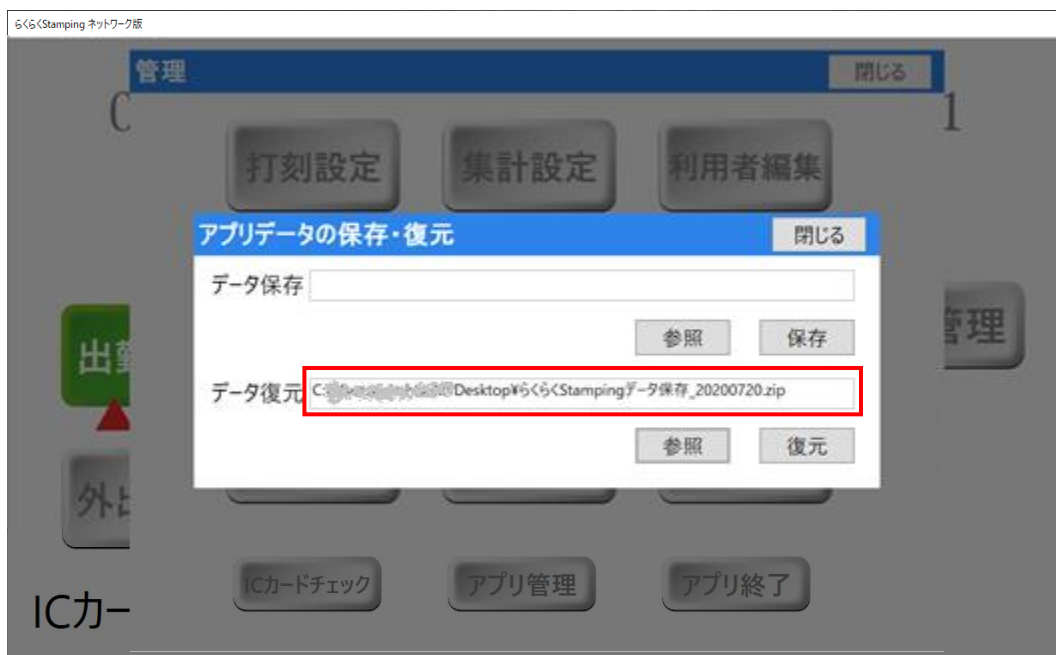 らくらくStamping ネットワーク版
管理 閉じる
打刻設定 集計設定 利用者編集
アプリデータの保存・復元 閉じる
データ保存
参照 保存
出勤 管理
データ復元 C: Desktop¥らくらくStampingデータ保存_20200720.zip
参照 復元
外出
ICカードチェック アプリ管理 アプリ終了
ICカー